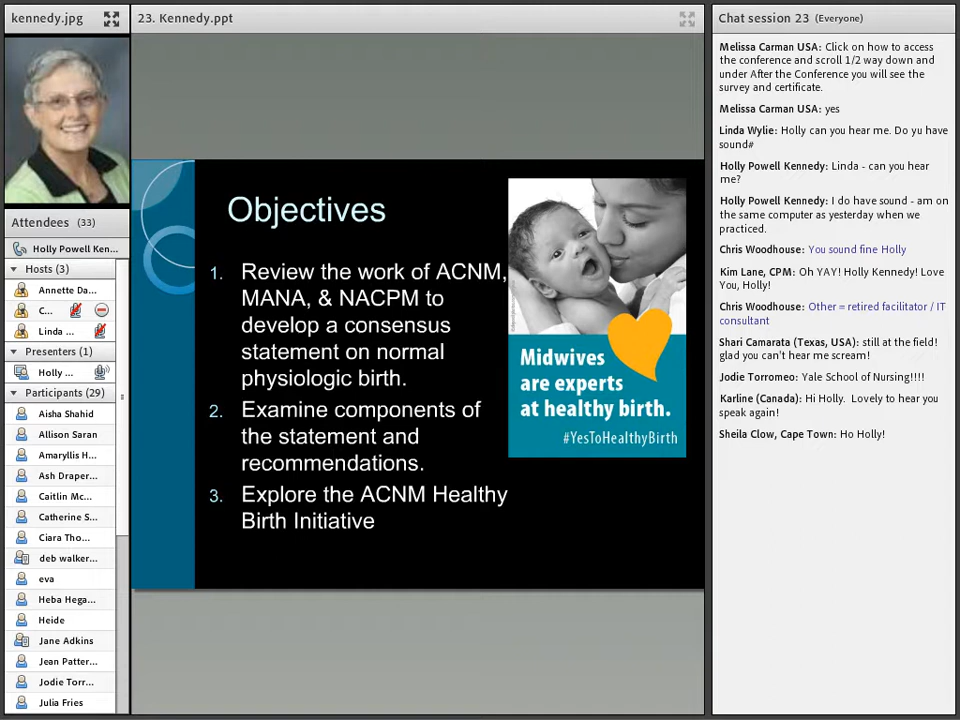 kennedy.jpg
23. Kennedy.ppt
Chat session 23 (Everyone)
Attendees (33)
Holly Powell Ken...
Hosts (3)
Annette Da...
C...
Linda ...
Presenters (1)
Holly ...
Participants (29)
Aisha Shahid
Allison Saran
Amaryllis H...
Ash Draper...
Caitlin Mc...
Catherine S...
Ciara Tho...
deb walker...
eva
Heba Hega...
Heide
Jane Adkins
Jean Patter...
Jodie Torr...
Julia Fries
Objectives
1. Review the work of ACNM,
MANA, & NACPM to
develop a consensus
statement on normal
physiologic birth.
2. Examine components of
the statement and
recommendations.
3. Explore the ACNM Healthy
Birth Initiative
Midwives
are experts
at healthy birth.
#YesToHealthyBirth
Melissa Carman USA: Click on how to access
the conference and scroll 1/2 way down and
under After the Conference you will see the
survey and certificate.
Melissa Carman USA: yes
Linda Wylie: Holly can you hear me. Do yu have
sound#
Holly Powell Kennedy: Linda - can you hear
me?
Holly Powell Kennedy: I do have sound - am on
the same computer as yesterday when we
practiced.
Chris Woodhouse: You sound fine Holly
Kim Lane, CPM: Oh YAY! Holly Kennedy! Love
You, Holly!
Chris Woodhouse: Other = retired facilitator / IT
consultant
Shari Camarata (Texas, USA): still at the field!
glad you can't hear me scream!
Jodie Torromeo: Yale School of Nursing!!!!
Karline (Canada): Hi Holly. Lovely to hear you
speak again!
Sheila Clow, Cape Town: Ho Holly!